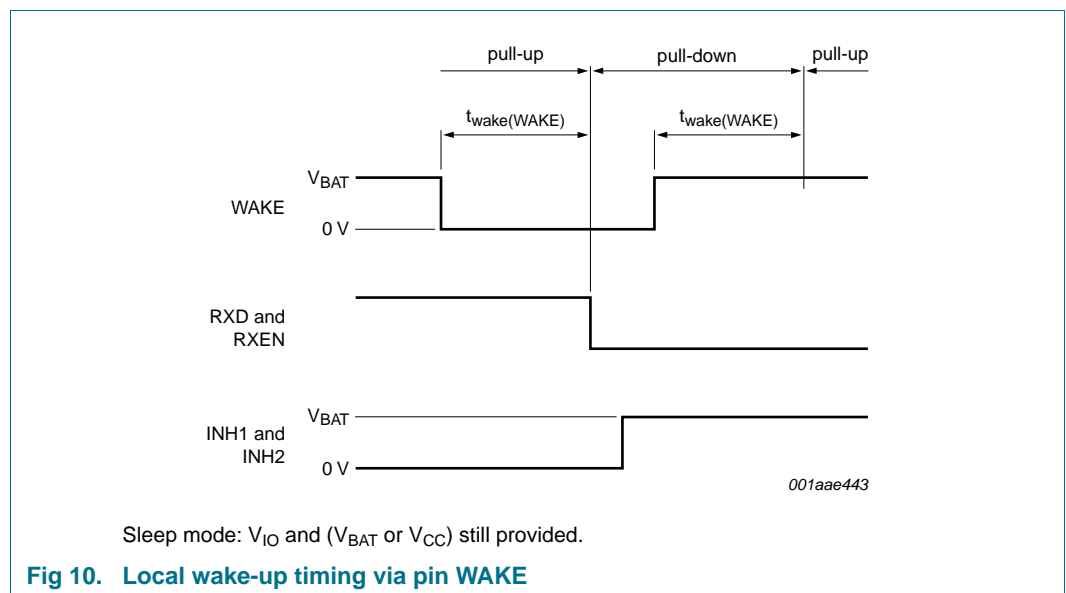 pull-up pull-down pull-up
twake(WAKE) twake(WAKE)
VBAT
WAKE
0 V
RXD and
RXEN
VBAT
INH1 and
INH2
0 V
001aae443
Sleep mode: VIO and (VBAT or VCC) still provided.
Fig 10. Local wake-up timing via pin WAKE